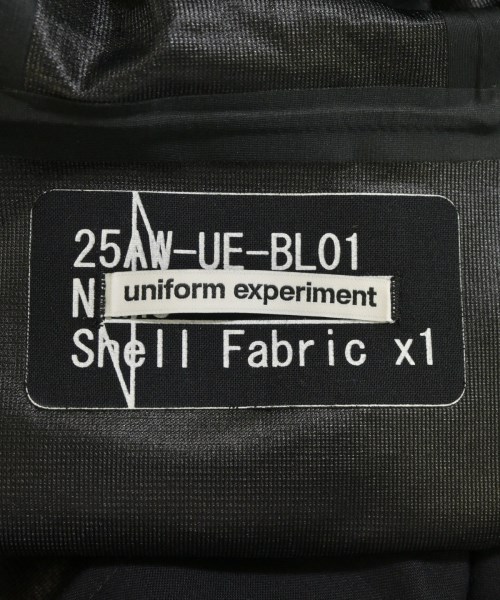 25AW-UE-BL01
uniform experiment
Shell Fabric x1